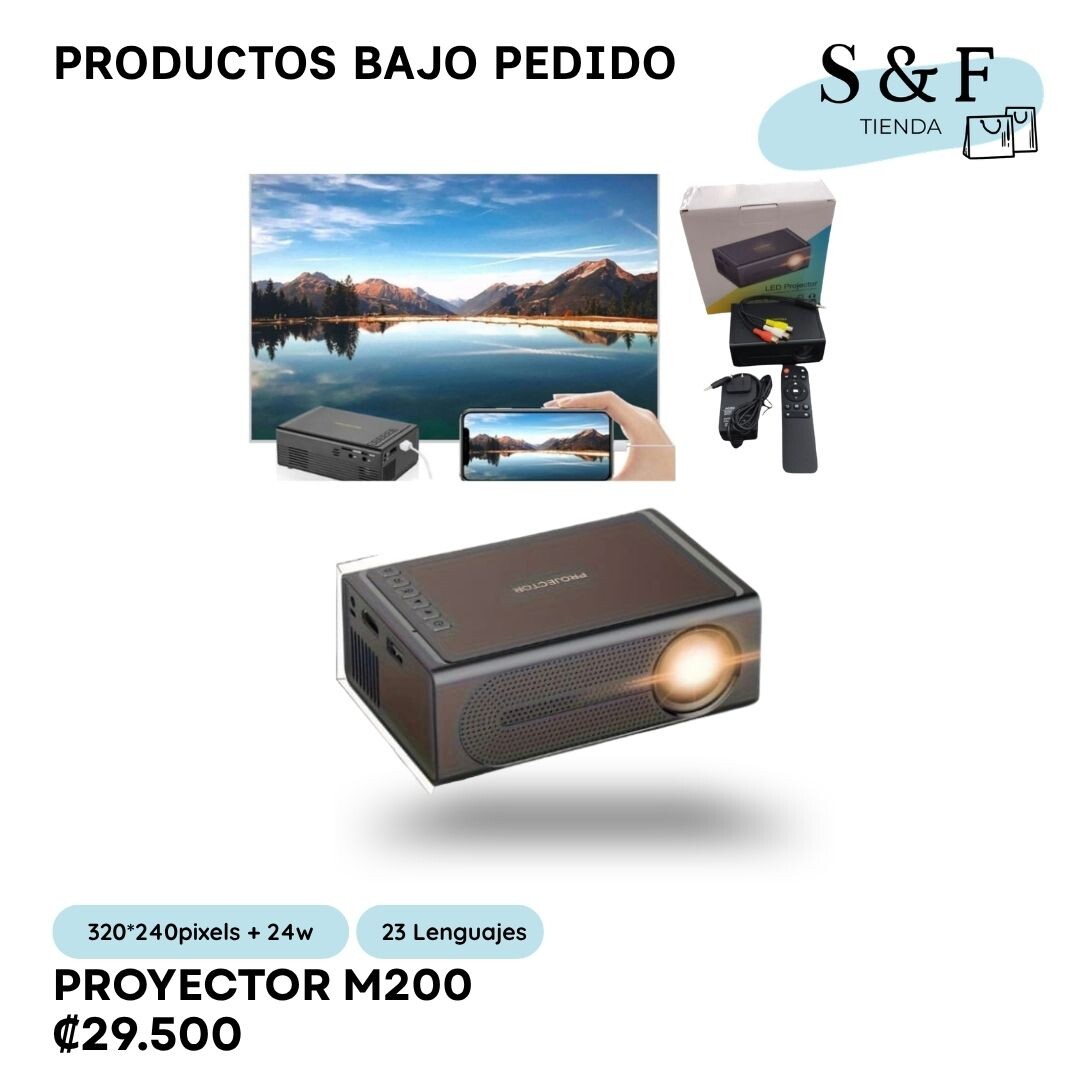 PRODUCTOS BAJO PEDIDO
S & F
TIENDA
LED Projector
PROJECTOR
320*240pixels + 24w
23 Lenguajes
PROYECTOR M200
₡29.500